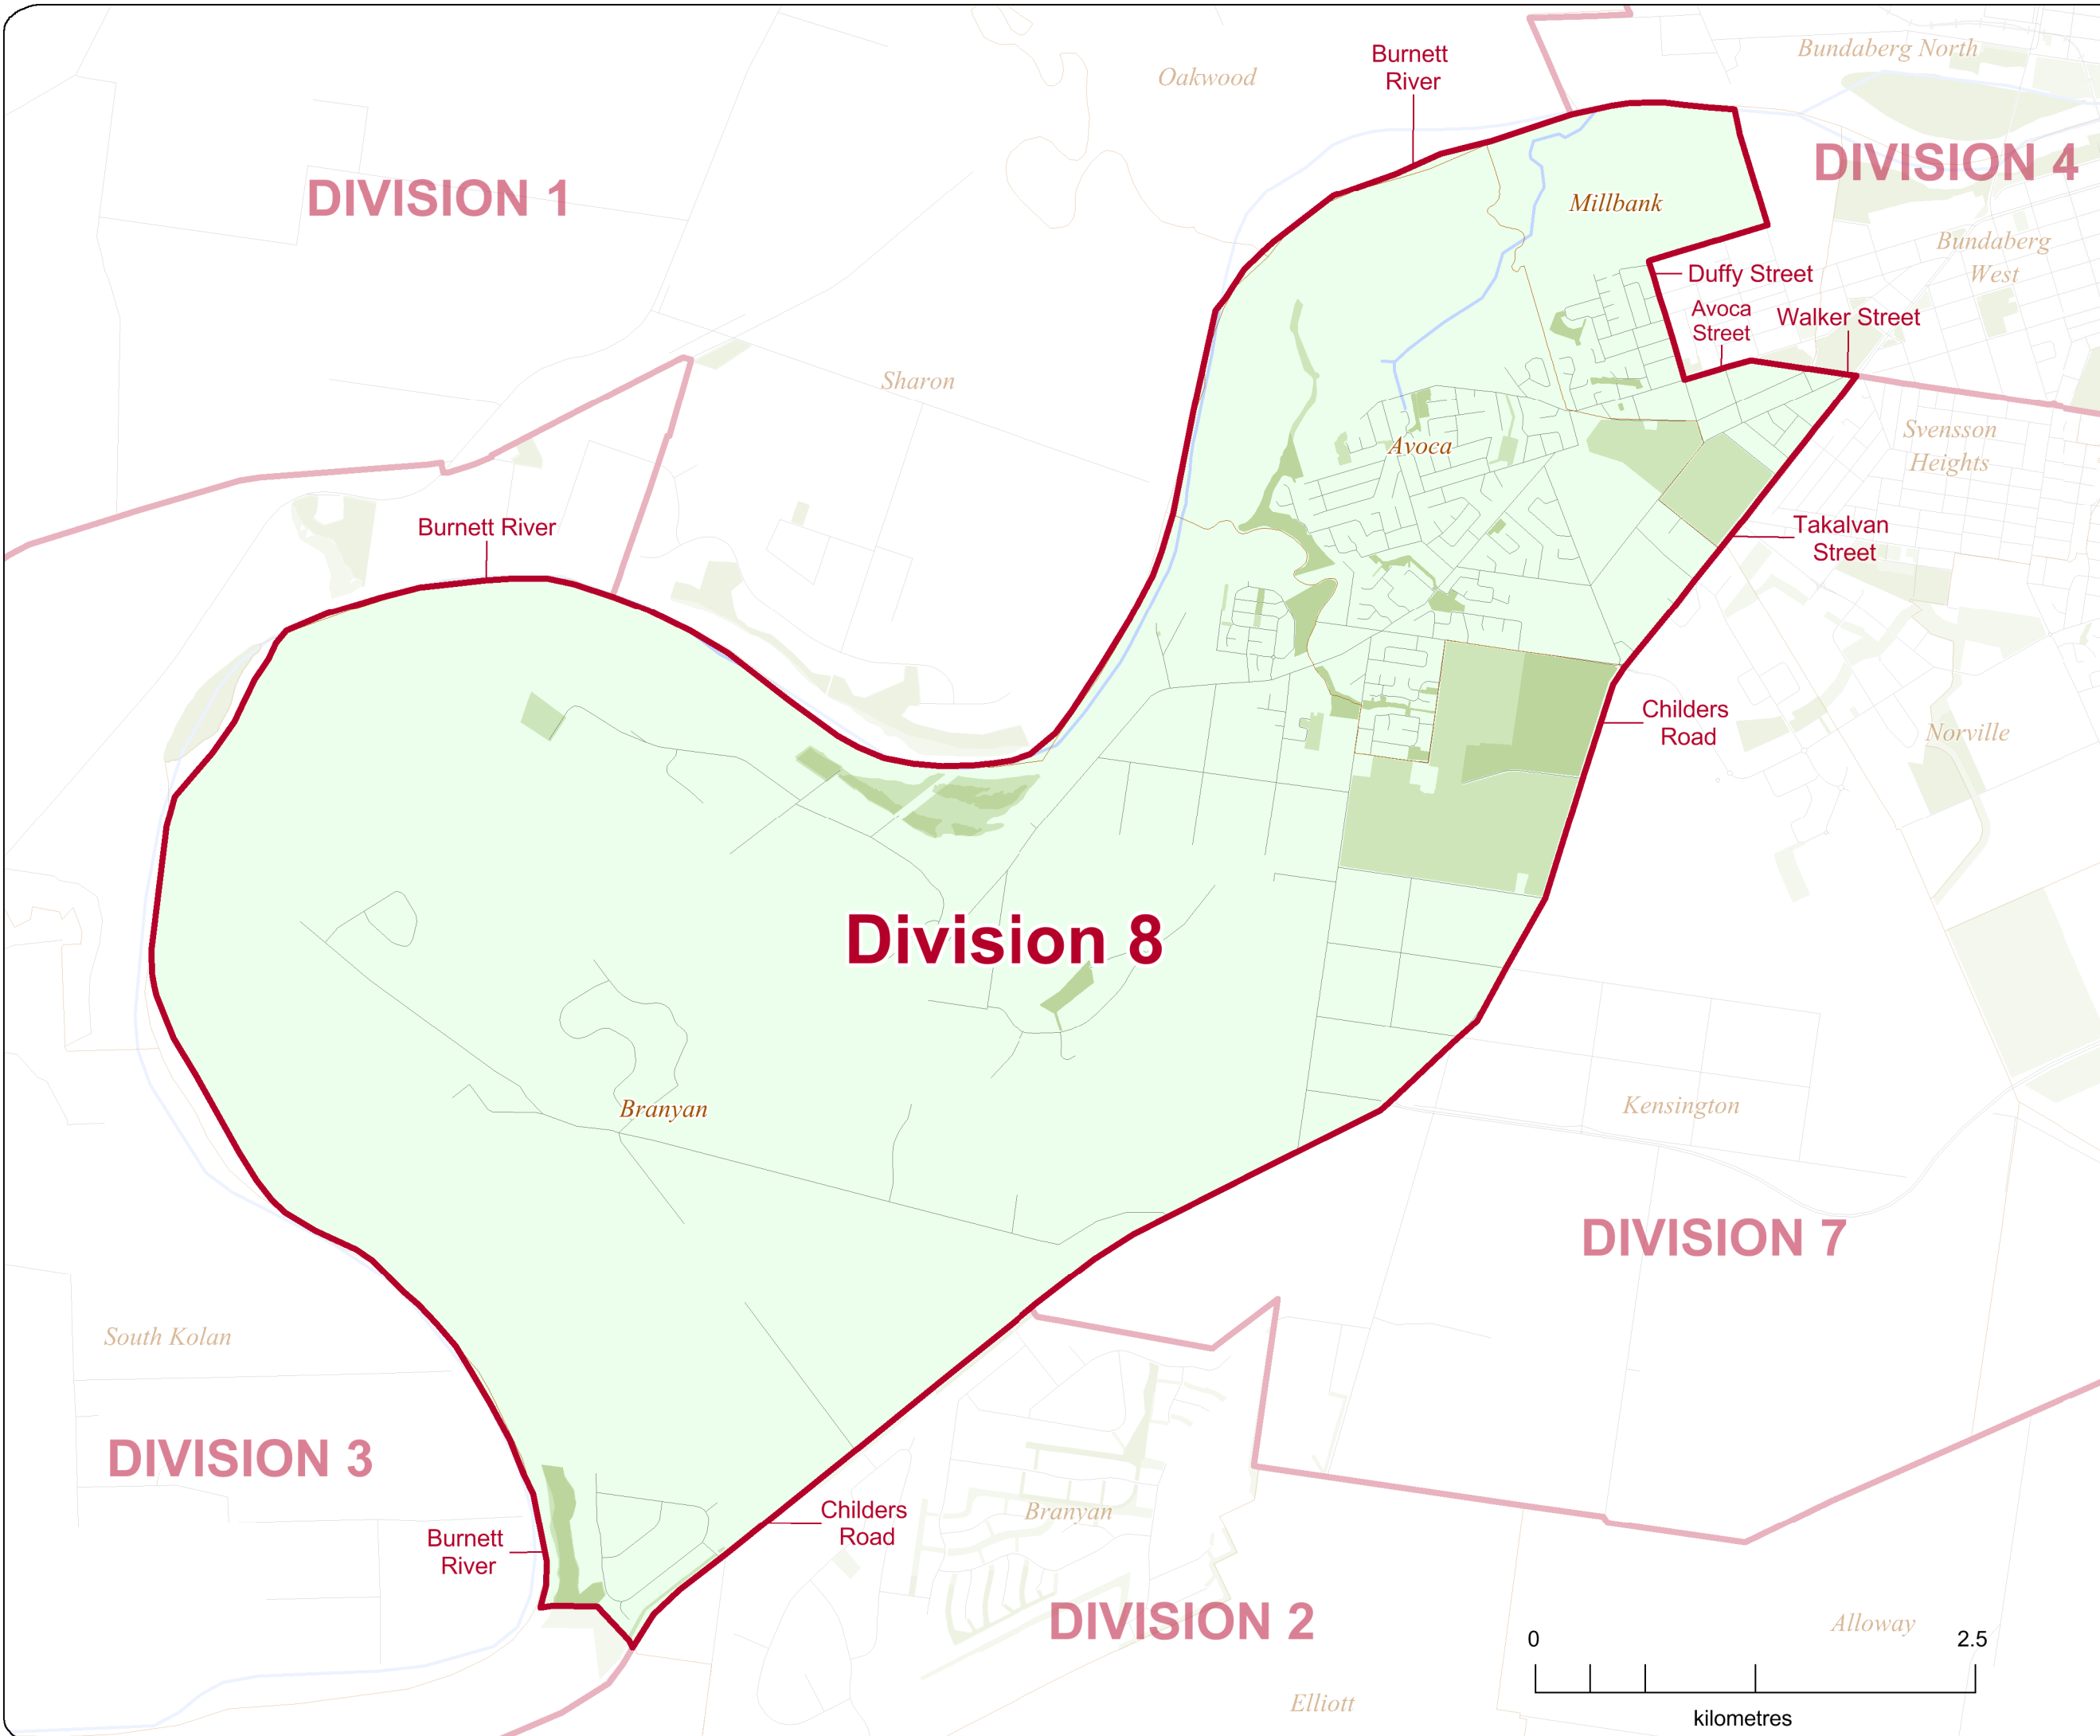 Bundaberg North
Burnett
River
Oakwood
DIVISION 4
DIVISION 1
Millbank
Bundaberg
West
Duffy Street
Avoca
Street
Walker Street
Sharon
Svensson
Heights
Avoca
Burnett River
Takalvan
Street
Childers
Road
Norville
Division 8
Branyan
Kensington
DIVISION 7
South Kolan
DIVISION 3
Childers
Road
Branyan
Burnett
River
DIVISION 2
Alloway
0
2.5
kilometres
Elliott